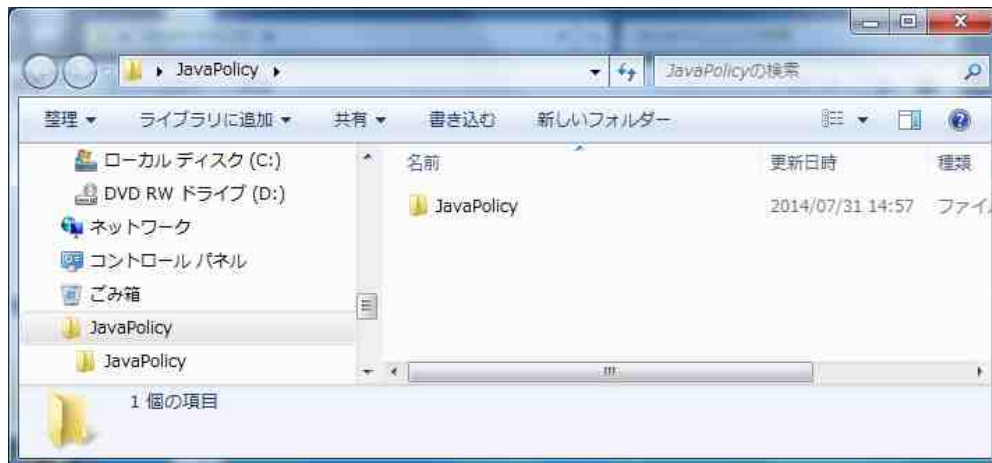 JavaPolicy
JavaPolicyの検索
整理 ライブラリに追加 共有 書き込む 新しいフォルダー
ローカル ディスク (C:)
DVD RW ドライブ (D:)
ネットワーク
コントロール パネル
ごみ箱
JavaPolicy
JavaPolicy
名前 更新日時 種類
JavaPolicy 2014/07/31 14:57 ファイ
1 個の項目